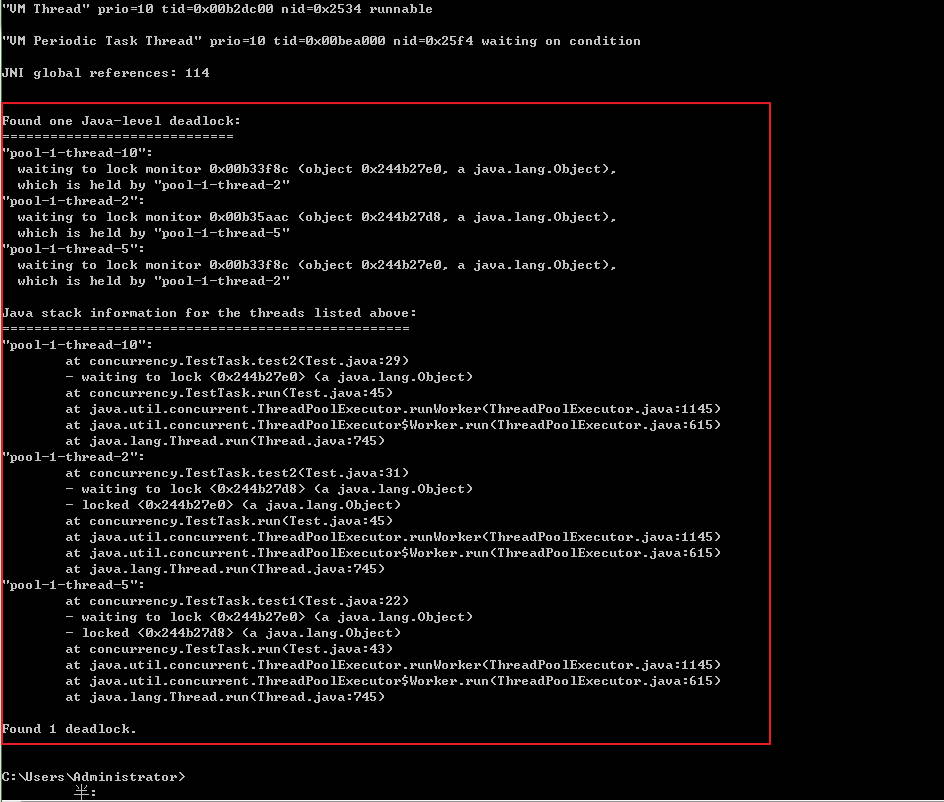 "VM Thread" prio=10 tid=0x00b2dc00 nid=0x2534 runnable
"VM Periodic Task Thread" prio=10 tid=0x00bea000 nid=0x25f4 waiting on condition
JNI global references: 114
Found one Java-level deadlock:
=============================
"pool-1-thread-10":
  waiting to lock monitor 0x00b33f8c (object 0x244b27e0, a java.lang.Object),
  which is held by "pool-1-thread-2"
"pool-1-thread-2":
  waiting to lock monitor 0x00b35aac (object 0x244b27d8, a java.lang.Object),
  which is held by "pool-1-thread-5"
"pool-1-thread-5":
  waiting to lock monitor 0x00b33f8c (object 0x244b27e0, a java.lang.Object),
  which is held by "pool-1-thread-2"
Java stack information for the threads listed above:
===================================================
"pool-1-thread-10":
        at concurrency.TestTask.test2(Test.java:29)
        - waiting to lock <0x244b27e0> (a java.lang.Object)
        at concurrency.TestTask.run(Test.java:45)
        at java.util.concurrent.ThreadPoolExecutor.runWorker(ThreadPoolExecutor.java:1145)
        at java.util.concurrent.ThreadPoolExecutor$Worker.run(ThreadPoolExecutor.java:615)
        at java.lang.Thread.run(Thread.java:745)
"pool-1-thread-2":
        at concurrency.TestTask.test2(Test.java:31)
        - waiting to lock <0x244b27d8> (a java.lang.Object)
        - locked <0x244b27e0> (a java.lang.Object)
        at concurrency.TestTask.run(Test.java:45)
        at java.util.concurrent.ThreadPoolExecutor.runWorker(ThreadPoolExecutor.java:1145)
        at java.util.concurrent.ThreadPoolExecutor$Worker.run(ThreadPoolExecutor.java:615)
        at java.lang.Thread.run(Thread.java:745)
"pool-1-thread-5":
        at concurrency.TestTask.test1(Test.java:22)
        - waiting to lock <0x244b27e0> (a java.lang.Object)
        - locked <0x244b27d8> (a java.lang.Object)
        at concurrency.TestTask.run(Test.java:43)
        at java.util.concurrent.ThreadPoolExecutor.runWorker(ThreadPoolExecutor.java:1145)
        at java.util.concurrent.ThreadPoolExecutor$Worker.run(ThreadPoolExecutor.java:615)
        at java.lang.Thread.run(Thread.java:745)
Found 1 deadlock.
C:\Users\Administrator>
半: